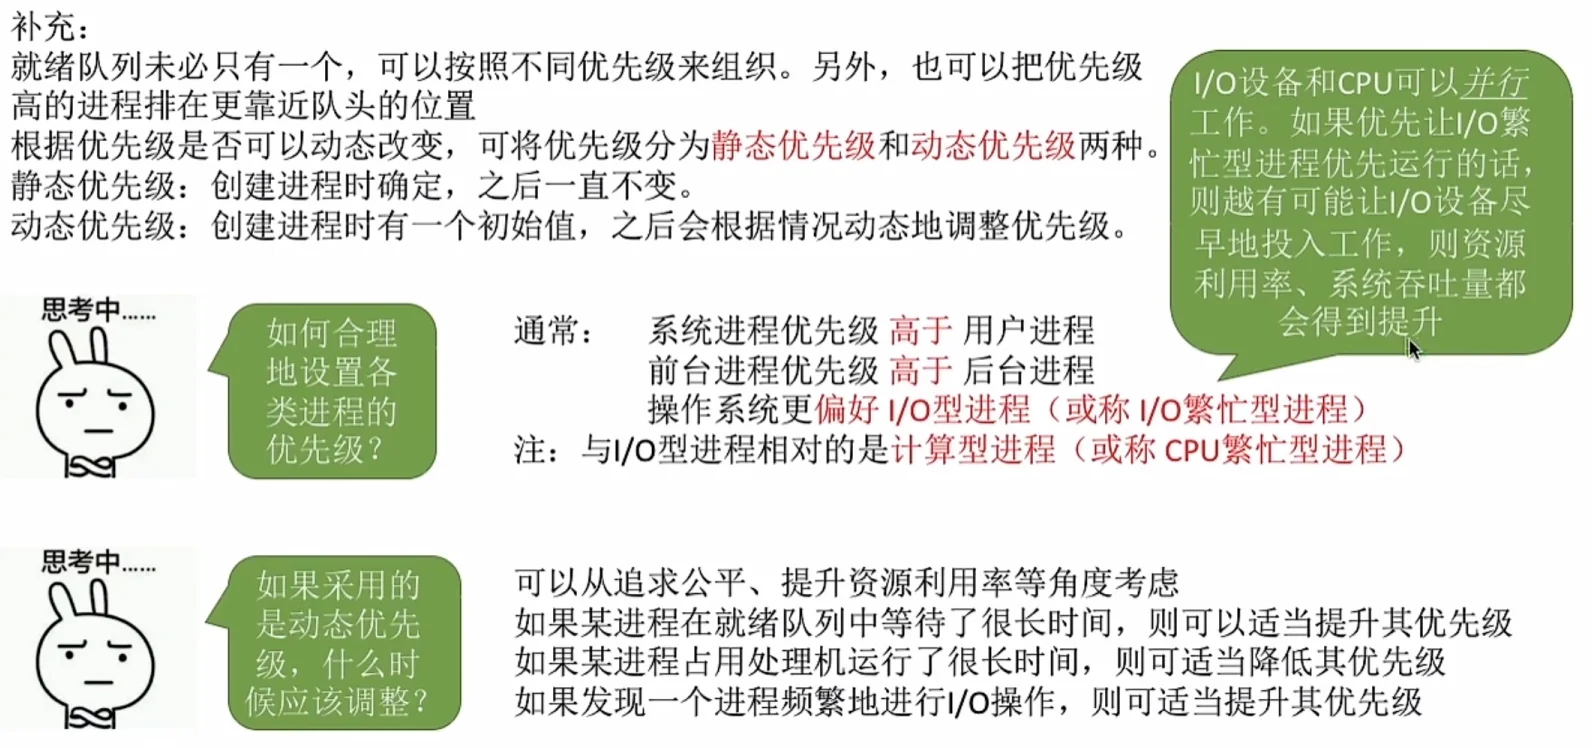 补充：
就绪队列未必只有一个，可以按照不同优先级来组织。另外，也可以把优先级
高的进程排在更靠近队头的位置
根据优先级是否可以动态改变，可将优先级分为静态优先级和动态优先级两种。
静态优先级：创建进程时确定，之后一直不变。
动态优先级：创建进程时有一个初始值，之后会根据情况动态地调整优先级。
I/O设备和CPU可以并行
工作。如果优先让I/O繁
忙型进程优先运行的话，
则越有可能让I/O设备尽
早地投入工作，则资源
利用率、系统吞吐量都
会得到提升
思考中……
如何合理
地设置各
类进程的
优先级？
通常： 系统进程优先级 高于 用户进程
前台进程优先级 高于 后台进程
操作系统更偏好 I/O型进程（或称 I/O繁忙型进程）
注：与I/O型进程相对的是计算型进程（或称 CPU繁忙型进程）
思考中……
如果采用的
是动态优先
级，什么时
候应该调整？
可以从追求公平、提升资源利用率等角度考虑
如果某进程在就绪队列中等待了很长时间，则可以适当提升其优先级
如果某进程占用处理机运行了很长时间，则可适当降低其优先级
如果发现一个进程频繁地进行I/O操作，则可适当提升其优先级